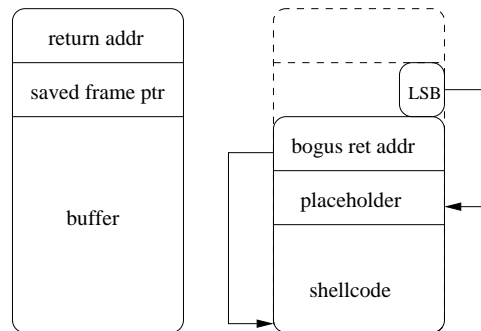 return addr
saved frame ptr
buffer
LSB
bogus ret addr
placeholder
shellcode